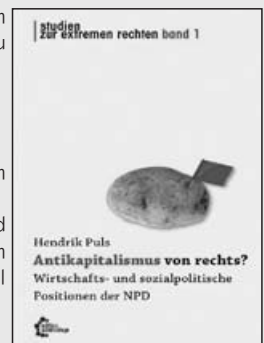 studien
zur extremen rechten band 1
Hendrik Puls
Antikapitalismus von rechts?
Wirtschafts- und sozialpolitische
Positionen der NPD